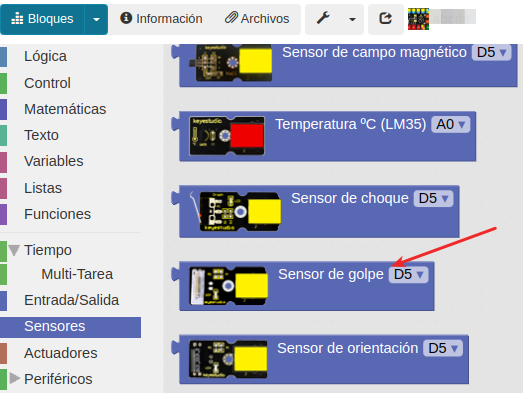 Bloques
Información
Archivos
Lógica
Control
Matemáticas
Texto
Variables
Listas
Funciones
Tiempo
Multi-Tarea
Entrada/Salida
Sensores
Actuadores
Periféricos
Sensor de campo magnético D5
Temperatura ºC (LM35) A0
keyestudio
Sensor de choque D5
keyestudio
Sensor de golpe D5
Sensor de orientación D5